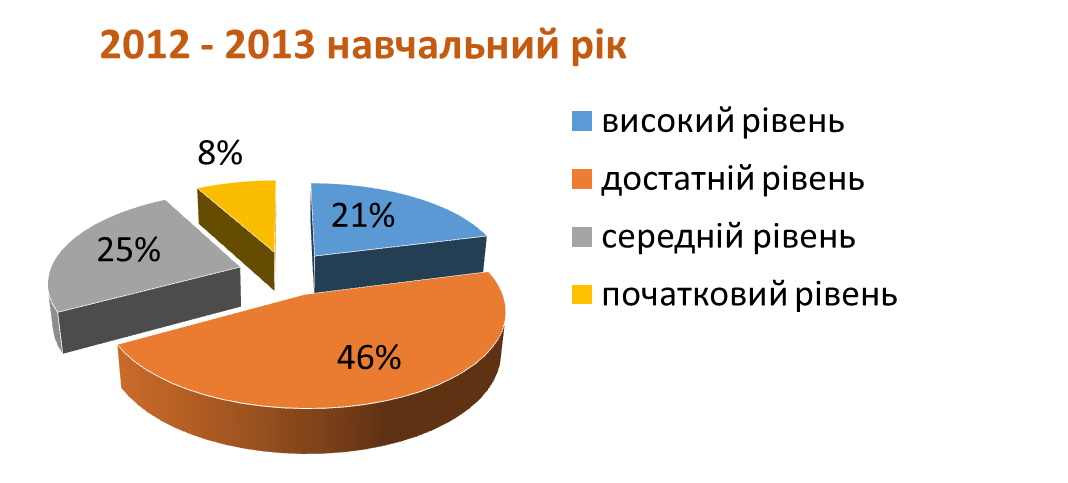 2012 - 2013 навчальний рік
8%
21%
25%
46%
високий рівень
достатній рівень
середній рівень
початковий рівень